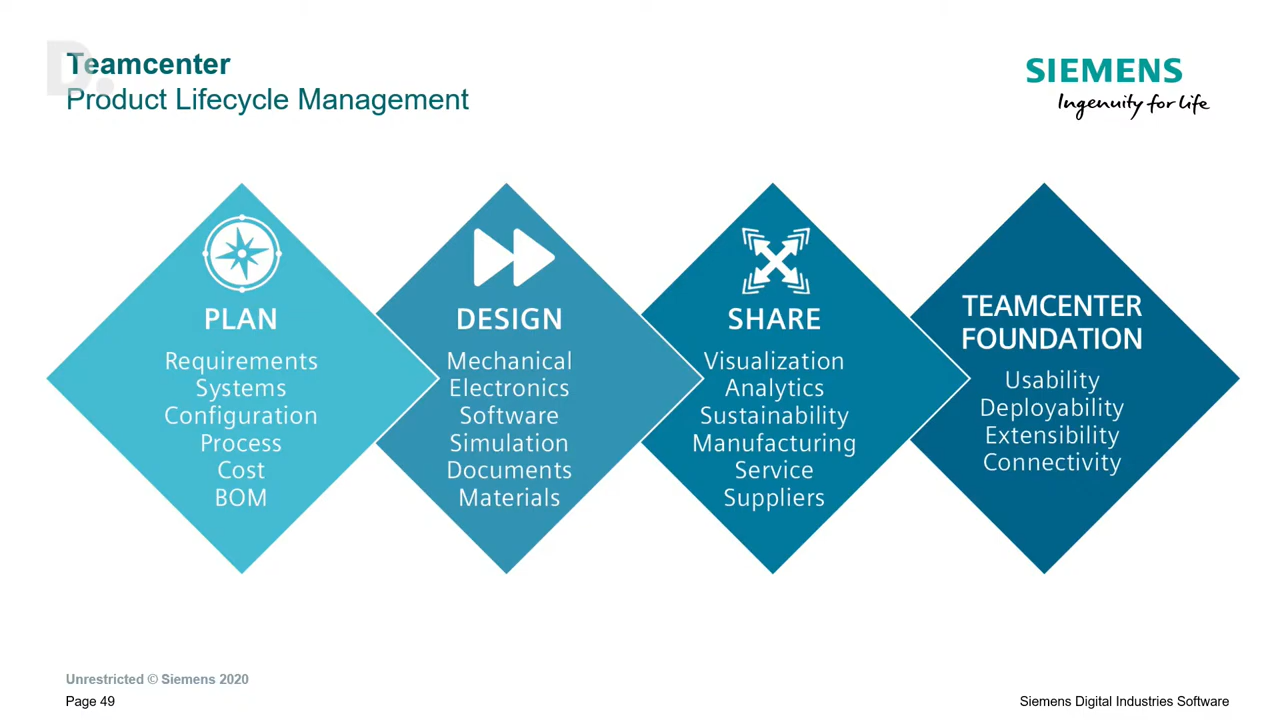 D.
Teamcenter
Product Lifecycle Management
SIEMENS
Ingenuity for life
PLAN
Requirements
Systems
Configuration
Process
Cost
BOM
DESIGN
Mechanical
Electronics
Software
Simulation
Documents
Materials
SHARE
Visualization
Analytics
Sustainability
Manufacturing
Service
Suppliers
TEAMCENTER
FOUNDATION
Usability
Deployability
Extensibility
Connectivity
Unrestricted © Siemens 2020
Page 49
Siemens Digital Industries Software